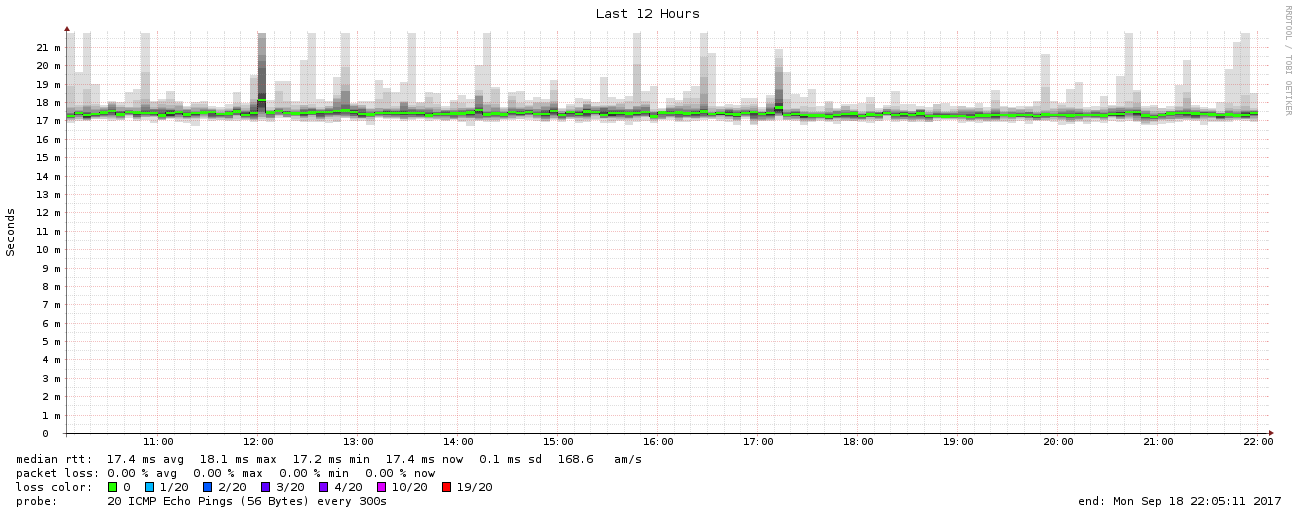 Last 12 Hours
RRDTOOL / TOBI OETIKER
Seconds
21 m
20 m
19 m
18 m
17 m
16 m
15 m
14 m
13 m
12 m
11 m
10 m
9 m
8 m
7 m
6 m
5 m
4 m
3 m
2 m
1 m
0
11:00 12:00 13:00 14:00 15:00 16:00 17:00 18:00 19:00 20:00 21:00 22:00
median rtt: 17.4 ms avg 18.1 ms max 17.2 ms min 17.4 ms now 0.1 ms sd 168.6 am/s
packet loss: 0.00 % avg 0.00 % max 0.00 % min 0.00 % now
loss color: 0 1/20 2/20 3/20 4/20 10/20 19/20
probe: 20 ICMP Echo Pings (56 Bytes) every 300s end: Mon Sep 18 22:05:11 2017